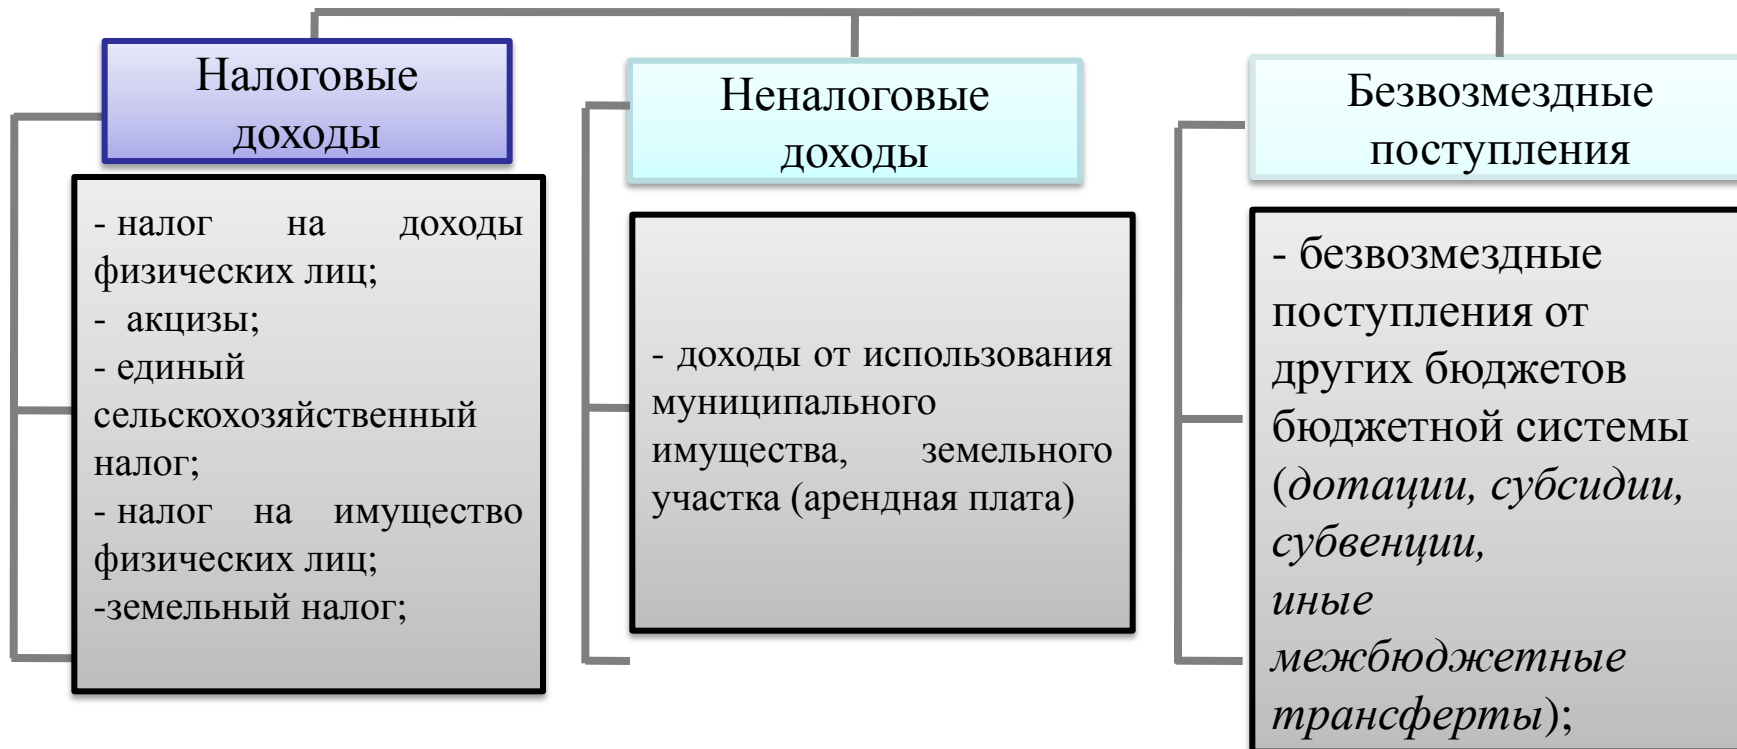 Налоговые
доходы
- налог на доходы
физических лиц;
- акцизы;
- единый
сельскохозяйственный
налог;
- налог на имущество
физических лиц;
-земельный налог;
Неналоговые
доходы
- доходы от использования
муниципального
имущества, земельного
участка (арендная плата)
Безвозмездные
поступления
- безвозмездные
поступления от
других бюджетов
бюджетной системы
(дотации, субсидии,
субвенции,
иные
межбюджетные
трансферты);